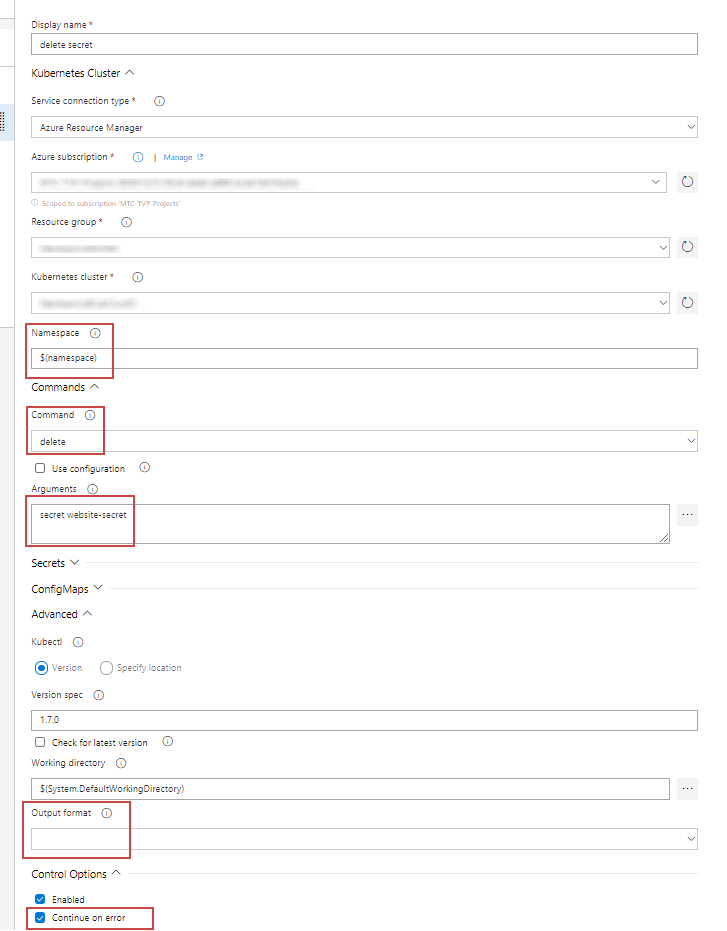 Display name *
delete secret
Kubernetes Cluster
Service connection type *
Azure Resource Manager
Azure subscription * | Manage
Scoped to subscription 'MTC TVP Projects'
Resource group *
Kubernetes cluster *
Namespace
$(namespace)
Commands
Command
delete
Use configuration
Arguments
secret website-secret
...
Secrets
ConfigMaps
Advanced
Kubectl
Version Specify location
Version spec
1.7.0
Check for latest version
Working directory
$(System.DefaultWorkingDirectory)
...
Output format
Control Options
Enabled
Continue on error